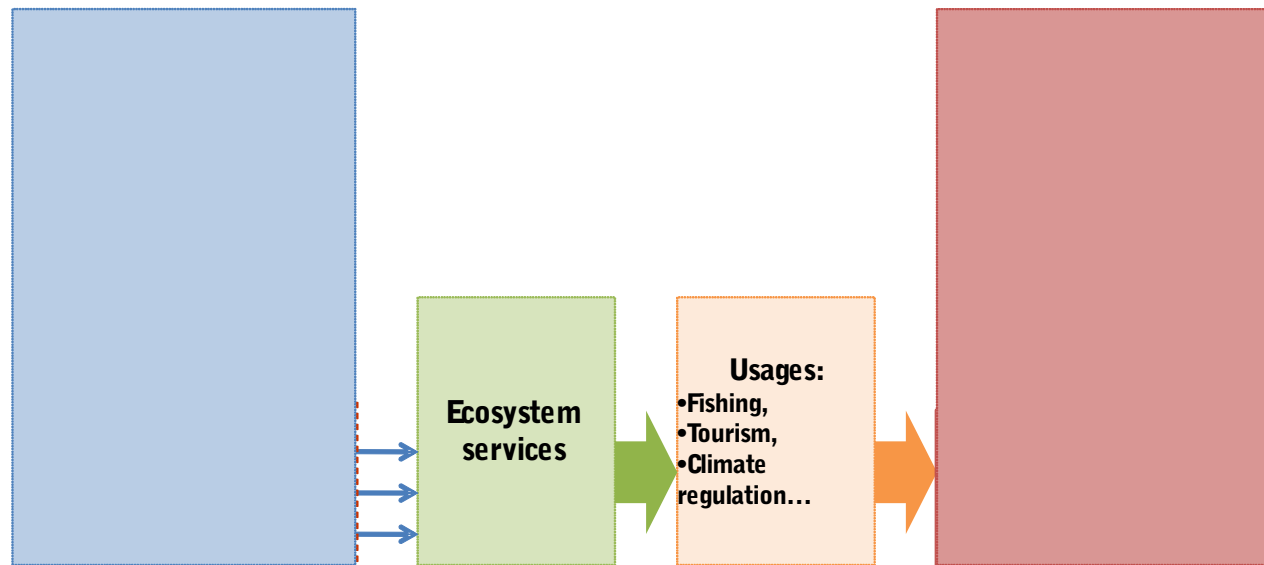 Ecosystem
services
Usages:
•Fishing,
•Tourism,
•Climate
regulation…